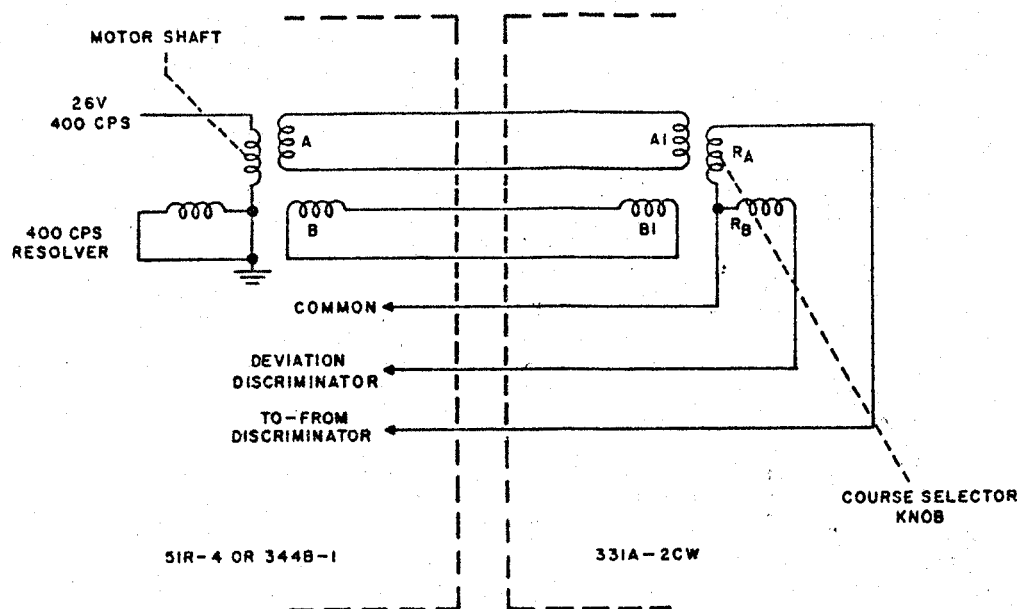 MOTOR SHAFT
26V
400 CPS
A
A1
RA
400 CPS
RESOLVER
B
B1
RB
COMMON
DEVIATION
DISCRIMINATOR
TO-FROM
DISCRIMINATOR
COURSE SELECTOR
KNOB
51R-4 OR 344B-1
331A-2CW